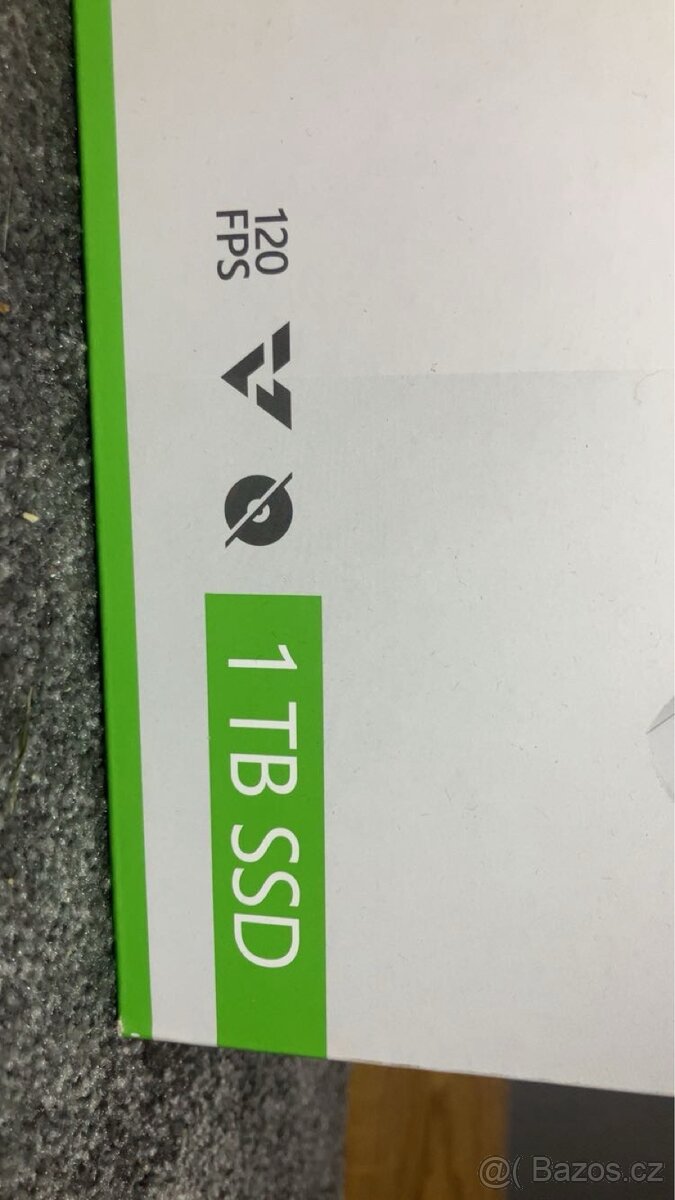 120
FPS
1 TB SSD
@( Bazos.cz